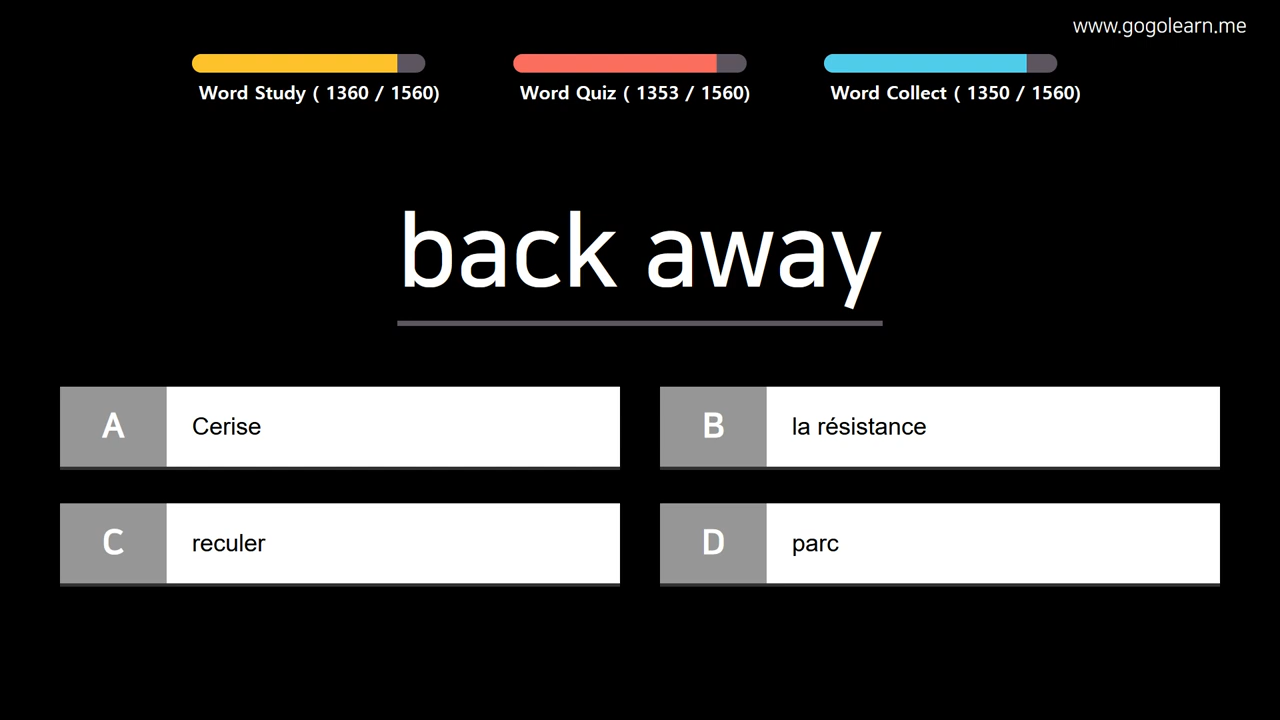 www.gogolearn.me
Word Study ( 1360 / 1560)
Word Quiz ( 1353 / 1560)
Word Collect ( 1350 / 1560)
back away
A
Cerise
B
la résistance
C
reculer
D
parc